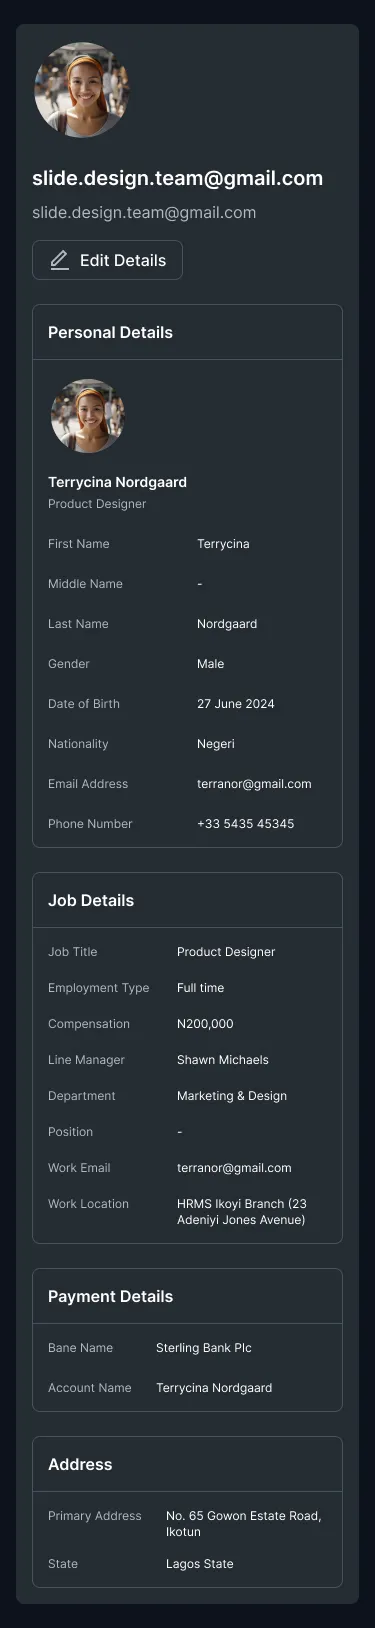 slide.design.team@gmail.com
slide.design.team@gmail.com
Edit Details
Personal Details
Terrycina Nordgaard
Product Designer
First Name Terrycina
Middle Name -
Last Name Nordgaard
Gender Male
Date of Birth 27 June 2024
Nationality Negeri
Email Address terranor@gmail.com
Phone Number +33 5435 45345
Job Details
Job Title Product Designer
Employment Type Full time
Compensation N200,000
Line Manager Shawn Michaels
Department Marketing & Design
Position -
Work Email terranor@gmail.com
Work Location HRMS Ikoyi Branch (23
Adeniyi Jones Avenue)
Payment Details
Bane Name Sterling Bank Plc
Account Name Terrycina Nordgaard
Address
Primary Address No. 65 Gowon Estate Road,
Ikotun
State Lagos State